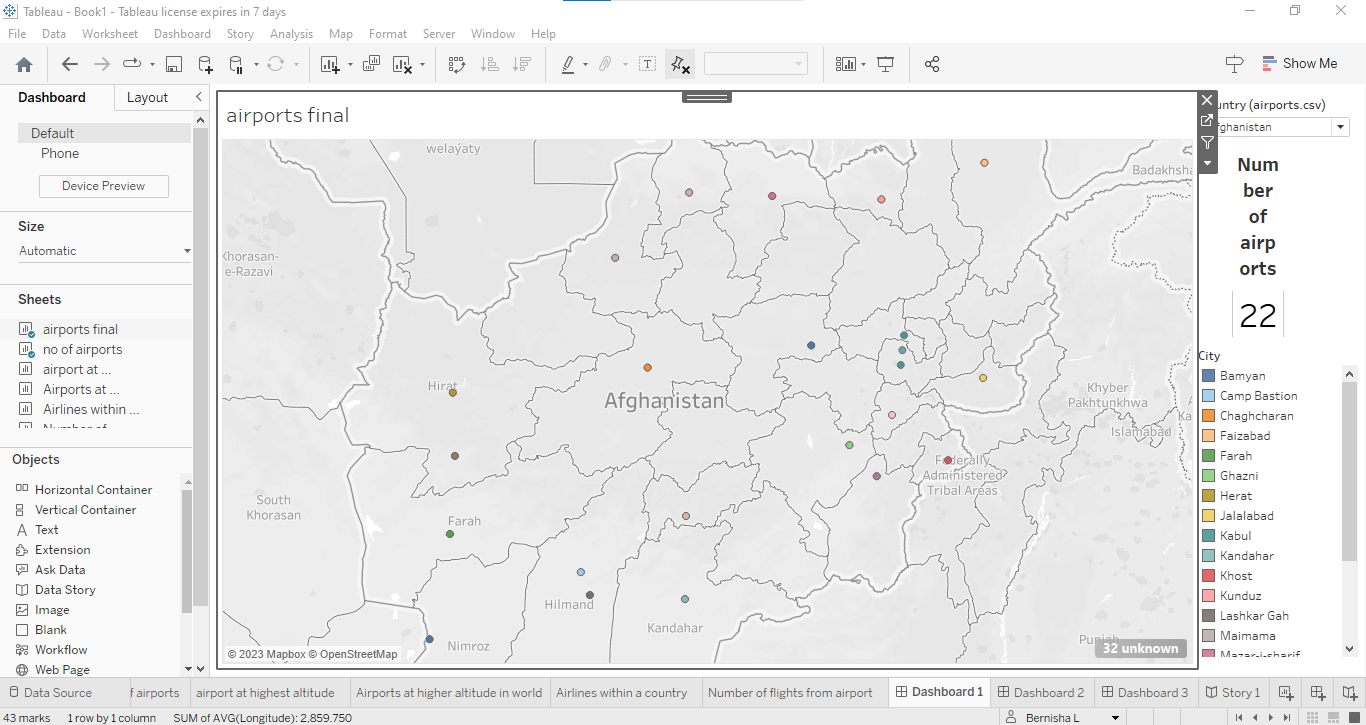 Tableau - Book1 - Tableau license expires in 7 days
File Data Worksheet Dashboard Story Analysis Map Format Server Window Help
Show Me
Dashboard Layout
Default
Phone
Device Preview
Size
Automatic
Sheets
airports final
no of airports
airport at ...
Airports at ...
Airlines within ...
Objects
Horizontal Container
Vertical Container
Text
Extension
Ask Data
Data Story
Image
Blank
Workflow
Web Page
airports final
welaýaty
Badakhsha
Khorasan-
e-Razavi
Hirat
Afghanistan
Khyber
Pakhtunkhwa
Islamabad
Federally
Administered
Tribal Areas
South
Khorasan
Farah
Hilmand
Kandahar
Nimroz
Punjab
© 2023 Mapbox © OpenStreetMap
32 unknown
untry (airports.csv)
fghanistan
Num
ber
of
airp
orts
22
City
Bamyan
Camp Bastion
Chaghcharan
Faizabad
Farah
Ghazni
Herat
Jalalabad
Kabul
Kandahar
Khost
Kunduz
Lashkar Gah
Maimama
Mazar-i-sharif
Data Source f airports airport at highest altitude Airports at higher altitude in world Airlines within a country Number of flights from airport Dashboard 1 Dashboard 2 Dashboard 3 Story 1
43 marks 1 row by 1 column SUM of AVG(Longitude): 2,859.750 Bernisha L